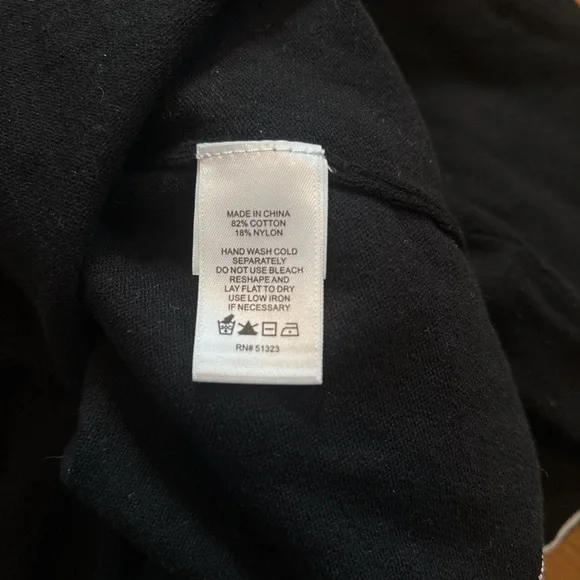 MADE IN CHINA
82% COTTON
18% NYLON
HAND WASH COLD
SEPARATELY
DO NOT USE BLEACH
RESHAPE AND
LAY FLAT TO DRY
USE LOW IRON
IF NECESSARY
RN# 51323